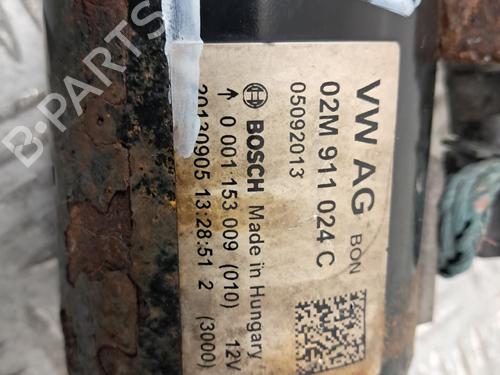 VW AG BON
02M 911 024 C
05092013
BOSCH Made in Hungary
0 001 153 009 (010) 12V
20130905 13:28:51 2 (3000)
B-PARTS